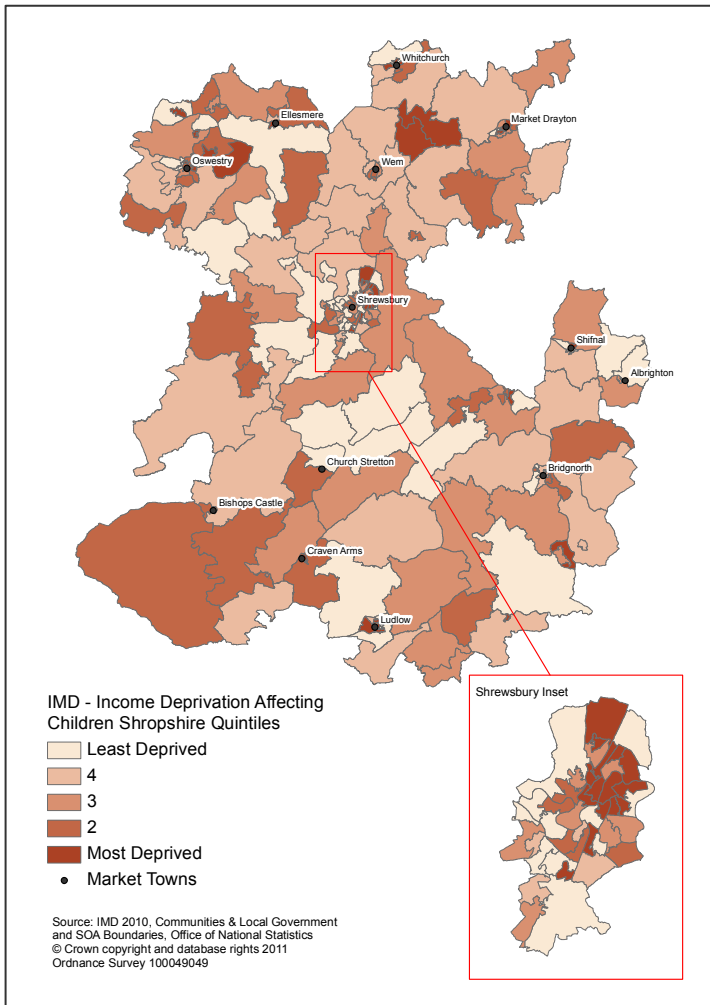 Whitchurch
Ellesmere
Market Drayton
Oswestry
Wem
Shrewsbury
Shifnal
Albrighton
Church Stretton
Bridgnorth
Bishops Castle
Craven Arms
Ludlow
IMD - Income Deprivation Affecting
Children Shropshire Quintiles
Least Deprived
4
3
2
Most Deprived
Market Towns
Source: IMD 2010, Communities & Local Government
and SOA Boundaries, Office of National Statistics
© Crown copyright and database rights 2011
Ordnance Survey 100049049
Shrewsbury Inset